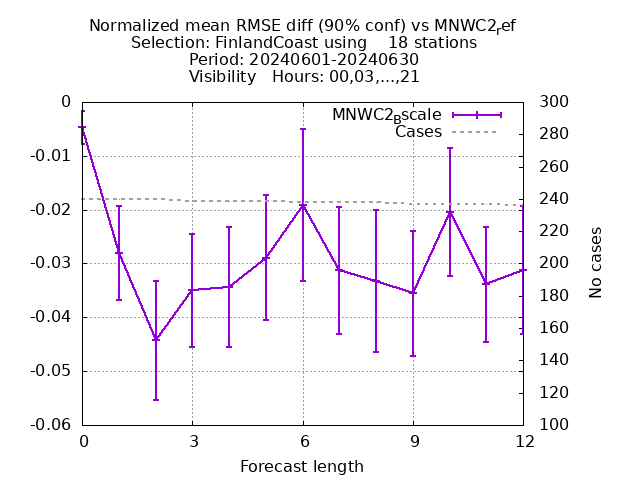 Normalized mean RMSE diff (90% conf) vs MNWC2ref
Selection: FinlandCoast using    18 stations
Period: 20240601-20240630
Visibility   Hours: 00,03,...,21
MNWC2Bscale
Cases
0
-0.01
-0.02
-0.03
-0.04
-0.05
-0.06
300
280
260
240
220
200
180
160
140
120
100
No cases
0
3
6
9
12
Forecast length